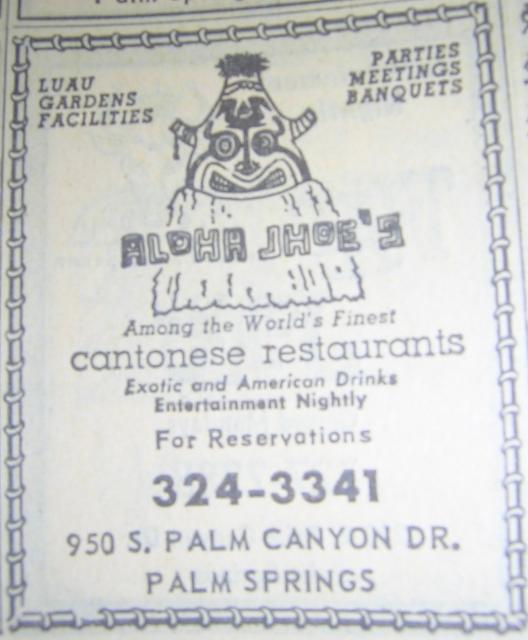 LUAU
GARDENS
FACILITIES
PARTIES
MEETINGS
BANQUETS
ALOHA JHOE'S
Among the World's Finest
cantonese restaurants
Exotic and American Drinks
Entertainment Nightly
For Reservations
324-3341
950 S. PALM CANYON DR.
PALM SPRINGS